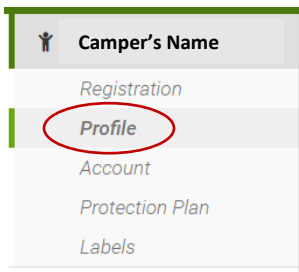 Camper's Name
Registration
Profile
Account
Protection Plan
Labels